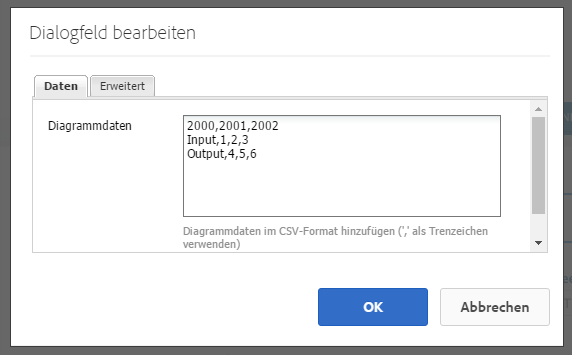 Dialogfeld bearbeiten
Daten Erweitert
Diagrammdaten
2000,2001,2002
Input,1,2,3
Output,4,5,6
Diagrammdaten im CSV-Format hinzufügen (',' als Trenzeichen
verwenden)
OK Abbrechen